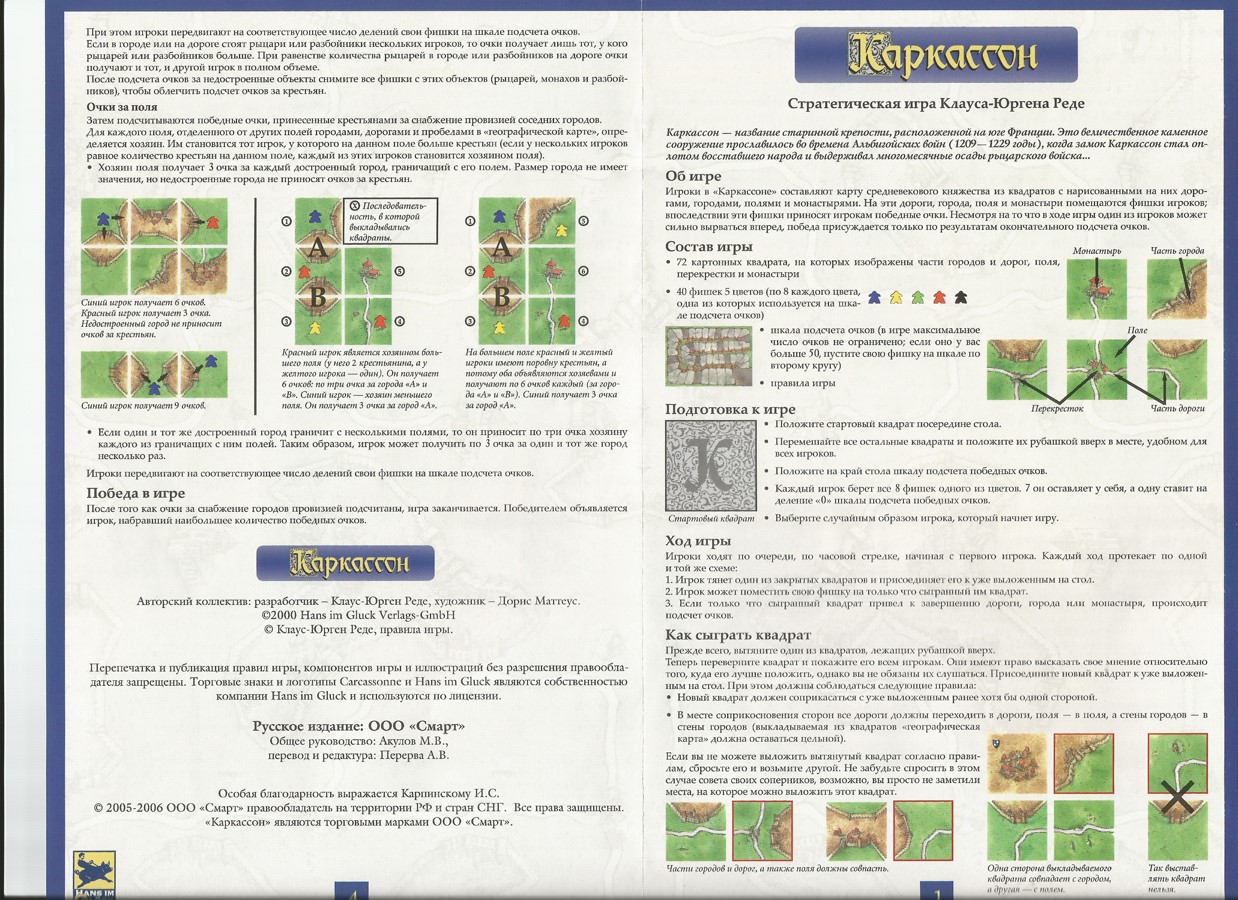 При этом игроки передвигают на соответствующее число делений свои фишки на шкале подсчета очков.
Если в городе или на дороге стоят рыцари или разбойники нескольких игроков, то очки получает лишь тот, у кого
рыцарей или разбойников больше. При равенстве количества рыцарей в городе или разбойников на дороге очки
получают и тот, и другой игрок в полном объеме.
После подсчета очков за недостроенные объекты снимите все фишки с этих объектов (рыцарей, монахов и разбой-
ников), чтобы облегчить подсчет очков за крестьян.
Очки за поля
Затем подсчитываются победные очки, принесенные крестьянами за снабжение провизией соседних городов.
Для каждого поля, отделенного от других полей городами, дорогами и пробелами в «географической карте», опре-
деляется хозяин. Им становится тот игрок, у которого на данном поле больше крестьян (если у нескольких игроков
равное количество крестьян на данном поле, каждый из этих игроков становится хозяином поля).
• Хозяин поля получает 3 очка за каждый достроенный город, граничащий с его полем. Размер города не имеет
значения, но недостроенные города не приносят очков за крестьян.
Синий игрок получает 6 очков.
Красный игрок получает 3 очка.
Недостроенный город не приносит
очков за крестьян.
Синий игрок получает 9 очков.
Ⓧ Последователь-
ность, в которой
выкладывались
квадраты.
1
A
2
5
B
3
4
Красный игрок является хозяином боль-
шего поля (у него 2 крестьянина, а у
желтого игрока — один). Он получает
6 очков: по три очка за города «А» и
«В». Синий игрок — хозяин меньшего
поля. Он получает 3 очка за город «А».
1
5
A
2
6
B
3
4
На большем поле красный и желтый
игроки имеют поровну крестьян, а
потому оба объявляются хозяевами и
получают по 6 очков каждый (за горо-
да «А» и «В»). Синий игрок получает 3 очка
за город «А».
• Если один и тот же достроенный город граничит с несколькими полями, то он приносит по три очка хозяину
каждого из граничащих с ним полей. Таким образом, игрок может получить по 3 очка за один и тот же город
несколько раз.
Игроки передвигают на соответствующее число делений свои фишки на шкале подсчета очков.
Победа в игре
После того как очки за снабжение городов провизией подсчитаны, игра заканчивается. Победителем объявляется
игрок, набравший наибольшее количество победных очков.
Каркассон
Авторский коллектив: разработчик – Клаус-Юрген Реде, художник – Дорис Маттеус.
©2000 Hans im Gluck Verlags-GmbH
© Клаус-Юрген Реде, правила игры.
Перепечатка и публикация правил игры, компонентов игры и иллюстраций без разрешения правообла-
дателя запрещены. Торговые знаки и логотипы Carcassonne и Hans im Gluck являются собственностью
компании Hans im Gluck и используются по лицензии.
Русское издание: ООО «Смарт»
Общее руководство: Акулов М.В.,
перевод и редактура: Перерва А.В.
Особая благодарность выражается Карпинскому И.С.
© 2005-2006 ООО «Смарт» правообладатель на территории РФ и стран СНГ. Все права защищены.
«Каркассон» являются торговыми марками ООО «Смарт».
HANS IM
4
Каркассон
Стратегическая игра Клауса-Юргена Реде
Каркассон — название старинной крепости, расположенной на юге Франции. Это величественное каменное
сооружение прославилось во времена Альбигойских войн (1209—1229 годы), когда замок Каркассон стал оп-
лотом восставшего народа и выдерживал многомесячные осады рыцарского войска...
Об игре
Игроки в «Каркассоне» составляют карту средневекового княжества из квадратов с нарисованными на них доро-
гами, городами, полями и монастырями. На эти дороги, города, поля и монастыри помещаются фишки игроков;
впоследствии эти фишки приносят игрокам победные очки. Несмотря на то что в ходе игры один из игроков может
сильно вырваться вперед, победа присуждается только по результатам окончательного подсчета очков.
Состав игры
• 72 картонных квадрата, на которых изображены части городов и дорог, поля,
перекрестки и монастыри
• 40 фишек 5 цветов (по 8 каждого цвета,
одна из которых используется на шка-
ле подсчета очков)
• шкала подсчета очков (в игре максимальное
число очков не ограничено; если оно у вас
больше 50, пустите свою фишку на шкале по
второму кругу)
• правила игры
Монастырь
Часть города
Поле
Перекресток
Часть дороги
Подготовка к игре
К
Стартовый квадрат
• Положите стартовый квадрат посередине стола.
• Перемешайте все остальные квадраты и положите их рубашкой вверх в месте, удобном для
всех игроков.
• Положите на край стола шкалу подсчета победных очков.
• Каждый игрок берет все 8 фишек одного из цветов. 7 он оставляет у себя, а одну ставит на
деление «0» шкалы подсчета победных очков.
• Выберите случайным образом игрока, который начнет игру.
Ход игры
Игроки ходят по очереди, по часовой стрелке, начиная с первого игрока. Каждый ход протекает по одной
и той же схеме:
1. Игрок тянет один из закрытых квадратов и присоединяет его к уже выложенным на стол.
2. Игрок может поместить свою фишку на только что сыгранный им квадрат.
3. Если только что сыгранный квадрат привел к завершению дороги, города или монастыря, происходит
подсчет очков.
Как сыграть квадрат
Прежде всего, вытяните один из квадратов, лежащих рубашкой вверх.
Теперь переверните квадрат и покажите его всем игрокам. Они имеют право высказать свое мнение относительно
того, куда его лучше положить, однако вы не обязаны их слушаться. Присоедините новый квадрат к уже выложен-
ным на стол. При этом должны соблюдаться следующие правила:
• Новый квадрат должен соприкасаться с уже выложенным ранее хотя бы одной стороной.
• В месте соприкосновения сторон все дороги должны переходить в дороги, поля — в поля, а стены городов — в
стены городов (выкладываемая из квадратов «географическая
карта» должна оставаться цельной).
Если вы не можете выложить вытянутый квадрат согласно прави-
лам, сбросьте его и возьмите другой. Не забудьте спросить в этом
случае совета своих соперников, возможно, вы просто не заметили
места, на которое можно выложить этот квадрат.
Части городов и дорог, а также поля должны совпасть.
Одна сторона выкладываемого
квадрата совпадает с городом,
а другая — с полем.
Так выстав-
лять квадрат
нельзя.
1